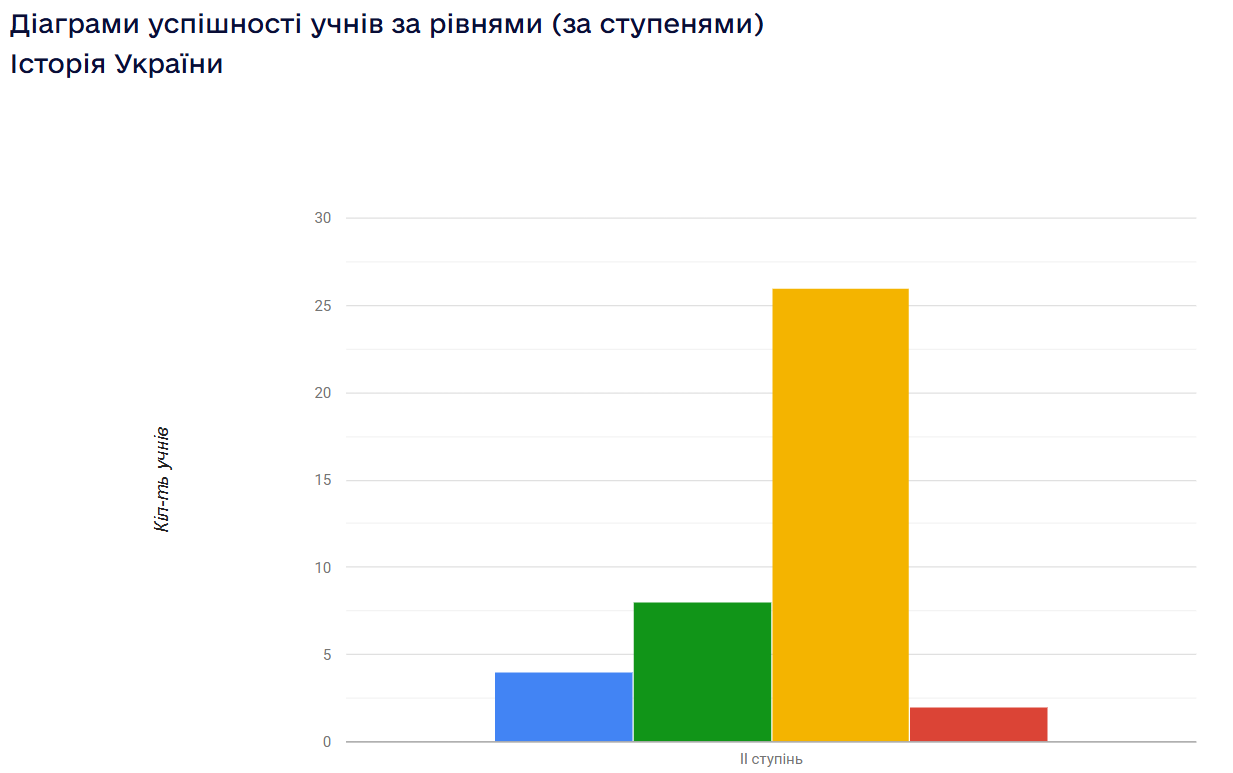 Діаграми успішності учнів за рівнями (за ступенями)
Історія України
30
25
20
15
10
5
0
Кіл-ть учнів
II ступінь